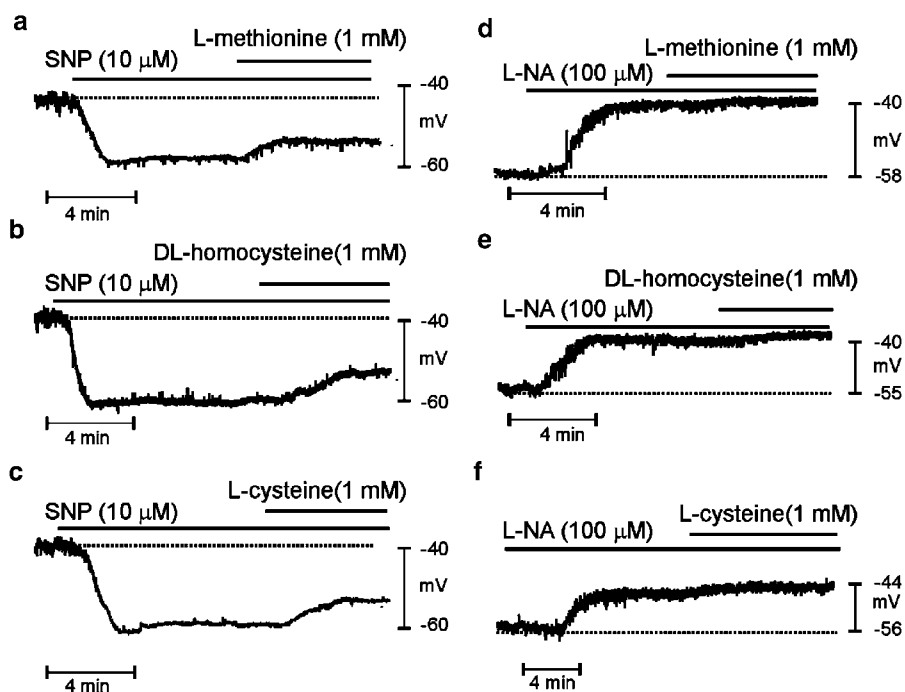 a
L-methionine (1 mM)
SNP (10 μM)
-40
mV
-60
4 min
b
DL-homocysteine(1 mM)
SNP (10 μM)
-40
mV
-60
4 min
c
L-cysteine(1 mM)
SNP (10 μM)
-40
mV
-60
4 min
d
L-methionine (1 mM)
L-NA (100 μM)
-40
mV
-58
4 min
e
DL-homocysteine(1 mM)
L-NA (100 μM)
-40
mV
-55
4 min
f
L-cysteine(1 mM)
L-NA (100 μM)
-44
mV
-56
4 min